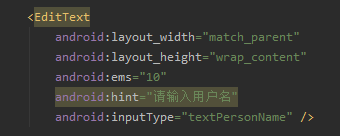 <EditText
android:layout_width="match_parent"
android:layout_height="wrap_content"
android:ems="10"
android:hint="请输入用户名"
android:inputType="textPersonName" />